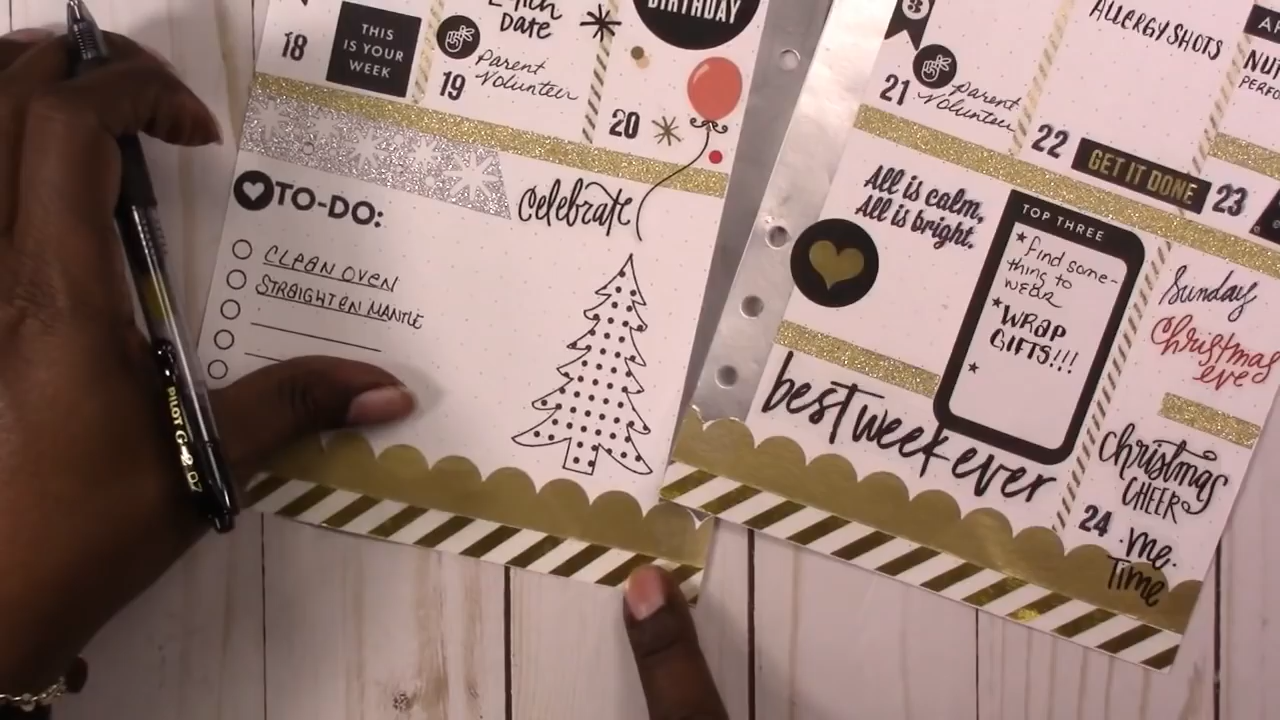 DATE
BIRTHDAY
18
THIS
IS YOUR
WEEK
19
Parent
Volunteer
20
TO-DO:
CLEAN OVEN
STRAIGHTEN MANTLE
Celebrate
PILOT G-2 07
21
Parent
Volunteer
ALLERGY SHOTS
22
GET IT DONE
23
All is calm,
All is bright.
TOP THREE
find some-
thing to
wear
WRAP
GIFTS!!!
best week ever
Sunday
Christmas
eve
Christmas
CHEER
24
·me·
Time